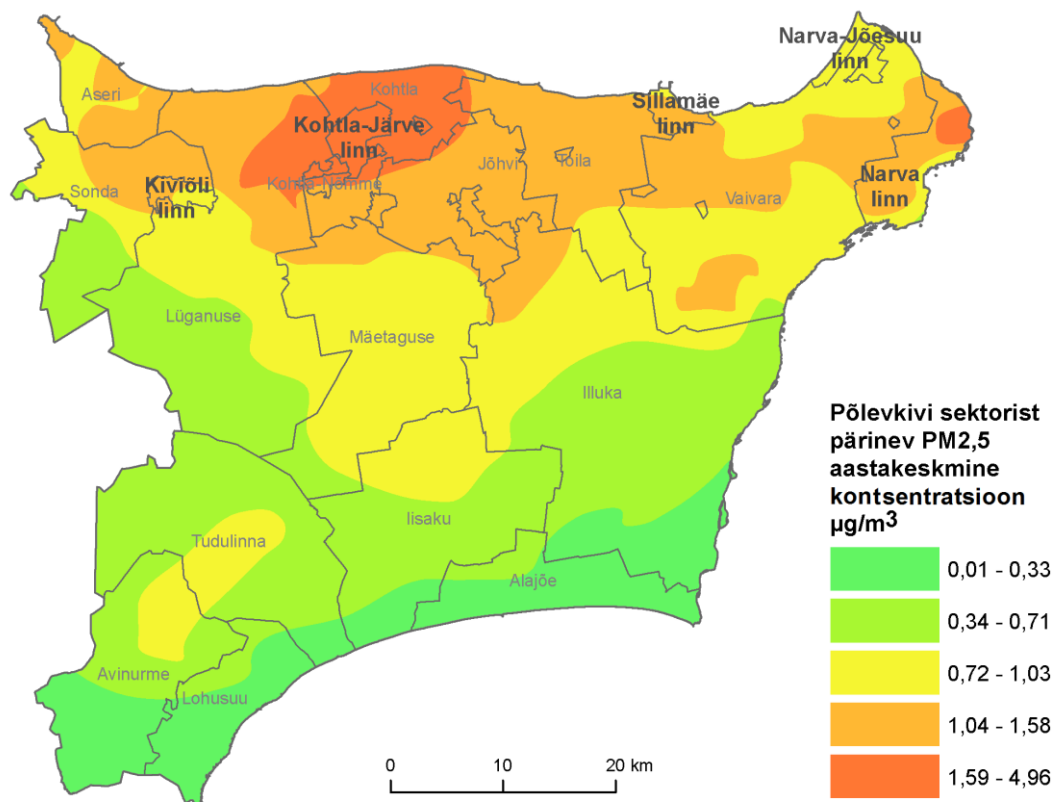 Narva-Jõesuu
linn
Aseri
Kohtla
Sillamäe
linn
Kohtla-Järve
linn
Jõhvi
Toila
Sonda
Kiviõli
linn
Kohtla-Nõmme
Vaivara
Narva
linn
Lüganuse
Mäetaguse
Illuka
Iisaku
Tudulinna
Alajõe
Avinurme
Lohusuu
Põlevkivi sektorist
pärinev PM2,5
aastakeskmine
kontsentratsioon
µg/m3
0,01 - 0,33
0,34 - 0,71
0,72 - 1,03
1,04 - 1,58
1,59 - 4,96
0 10 20 km